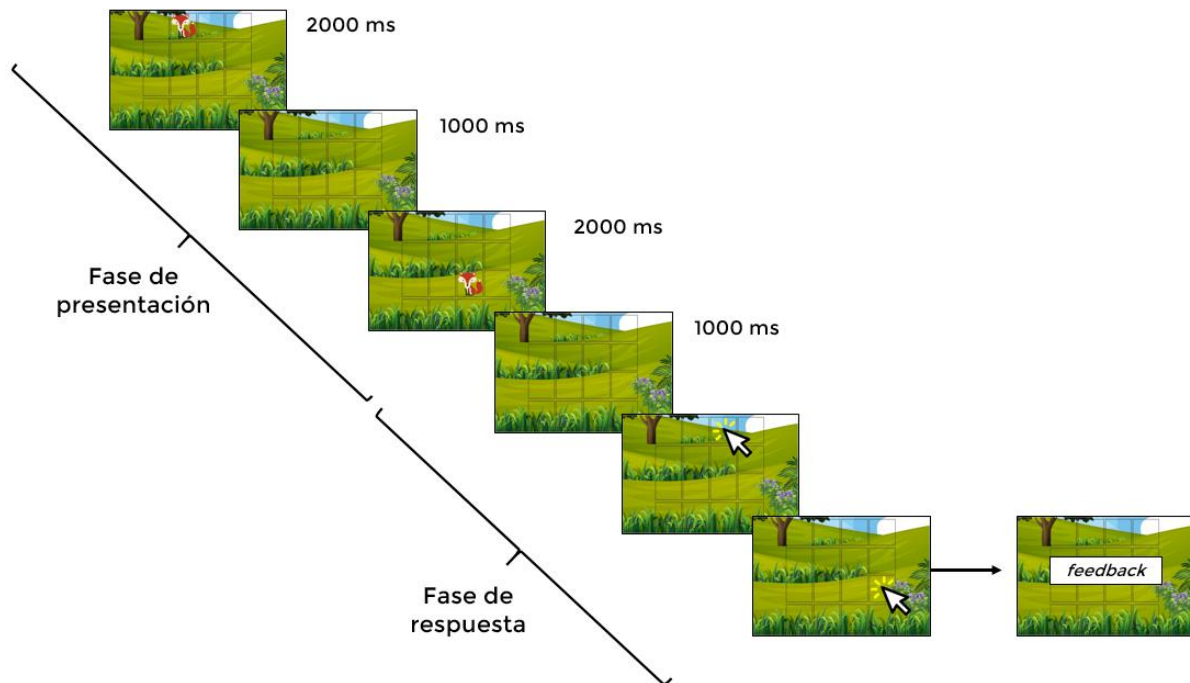 2000 ms
1000 ms
2000 ms
Fase de
presentación
1000 ms
feedback
Fase de
respuesta